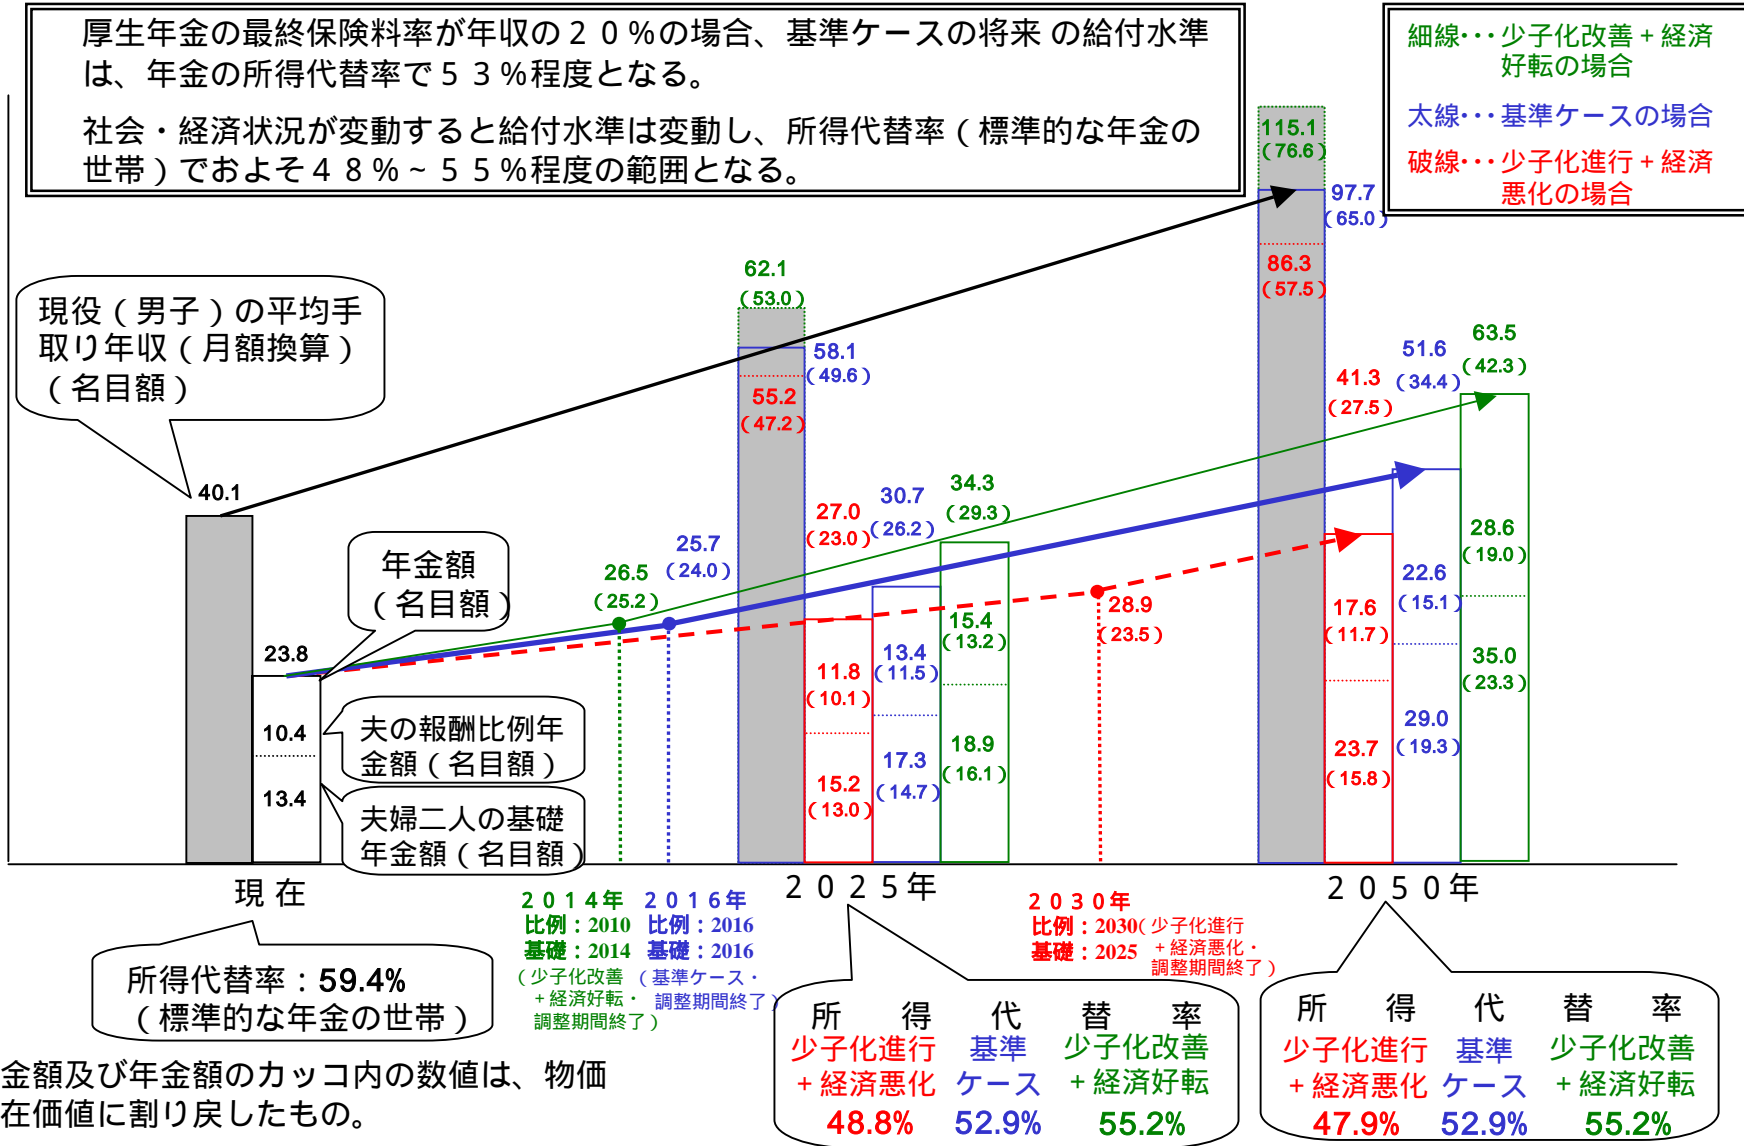 厚生年金の最終保険料率が年収の２０%の場合、基準ケースの将来 の給付水準
は、年金の所得代替率で５３%程度となる。
社会・経済状況が変動すると給付水準は変動し、所得代替率（標準的な年金の
世帯）でおよそ４８%～５５%程度の範囲となる。
細線･･･少子化改善＋経済
好転の場合
太線･･･基準ケースの場合
破線･･･少子化進行＋経済
悪化の場合
現役（男子）の平均手
取り年収（月額換算）
（名目額）
40.1
年金額
（名目額）
23.8
10.4
13.4
夫の報酬比例年
金額（名目額）
夫婦二人の基礎
年金額（名目額）
26.5
（25.2）
25.7
（24.0）
62.1
（53.0）
58.1
（49.6）
55.2
（47.2）
27.0
（23.0）
30.7
（26.2）
34.3
（29.3）
11.8
（10.1）
15.2
（13.0）
13.4
（11.5）
17.3
（14.7）
15.4
（13.2）
18.9
（16.1）
28.9
（23.5）
115.1
（76.6）
97.7
（65.0）
86.3
（57.5）
41.3
（27.5）
51.6
（34.4）
63.5
（42.3）
17.6
（11.7）
23.7
（15.8）
22.6
（15.1）
29.0
（19.3）
28.6
（19.0）
35.0
（23.3）
現在
２０１４年
比例：2010
基礎：2014
（少子化改善
＋経済好転・
調整期間終了）
２０１６年
比例：2016
基礎：2016
（基準ケース・
調整期間終了）
２０２５年
２０３０年
比例：2030（少子化進行
基礎：2025 ＋経済悪化・
調整期間終了）
２０５０年
所得代替率：59.4%
（標準的な年金の世帯）
所得代替率
少子化進行 基準 少子化改善
＋経済悪化 ケース ＋経済好転
48.8% 52.9% 55.2%
所得代替率
少子化進行 基準 少子化改善
＋経済悪化 ケース ＋経済好転
47.9% 52.9% 55.2%
金額及び年金額のカッコ内の数値は、物価
在価値に割り戻したもの。